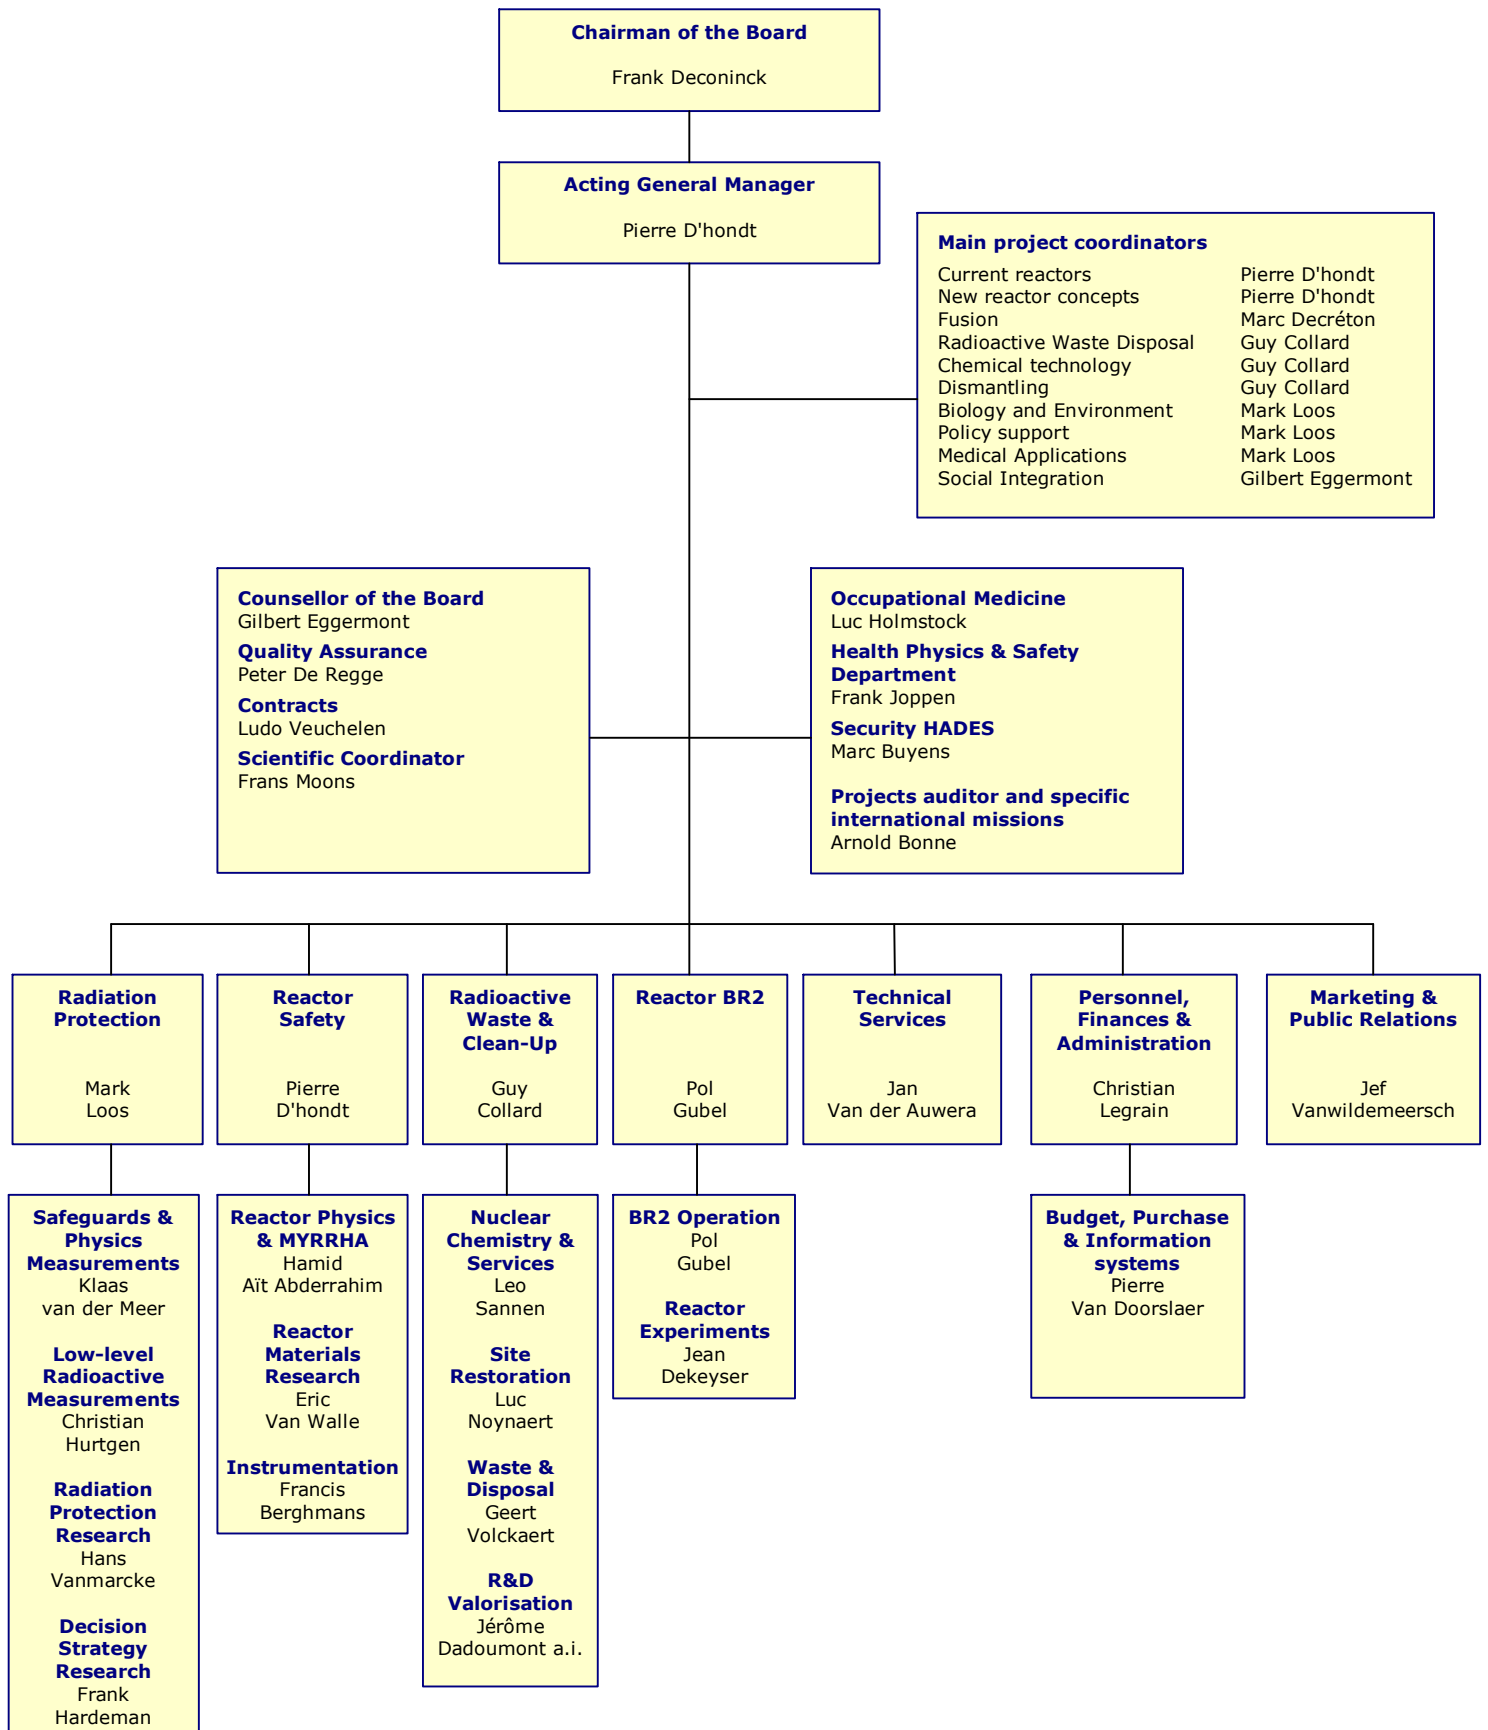 Chairman of the Board
Frank Deconinck
Acting General Manager
Pierre D'hondt
Main project coordinators
Current reactors Pierre D'hondt
New reactor concepts Pierre D'hondt
Fusion Marc Decréton
Radioactive Waste Disposal Guy Collard
Chemical technology Guy Collard
Dismantling Guy Collard
Biology and Environment Mark Loos
Policy support Mark Loos
Medical Applications Mark Loos
Social Integration Gilbert Eggermont
Counsellor of the Board
Gilbert Eggermont
Quality Assurance
Peter De Regge
Contracts
Ludo Veuchelen
Scientific Coordinator
Frans Moons
Occupational Medicine
Luc Holmstock
Health Physics & Safety
Department
Frank Joppen
Security HADES
Marc Buyens
Projects auditor and specific
international missions
Arnold Bonne
Radiation
Protection
Mark
Loos
Reactor
Safety
Pierre
D'hondt
Radioactive
Waste &
Clean-Up
Guy
Collard
Reactor BR2
Pol
Gubel
Technical
Services
Jan
Van der Auwera
Personnel,
Finances &
Administration
Christian
Legrain
Marketing &
Public Relations
Jef
Vanwildemeersch
Safeguards &
Physics
Measurements
Klaas
van der Meer
Low-level
Radioactive
Measurements
Christian
Hurtgen
Radiation
Protection
Research
Hans
Vanmarcke
Decision
Strategy
Research
Frank
Hardeman
Reactor Physics
& MYRRHA
Hamid
Aït Abderrahim
Reactor
Materials
Research
Eric
Van Walle
Instrumentation
Francis
Berghmans
Nuclear
Chemistry &
Services
Leo
Sannen
Site
Restoration
Luc
Noynaert
Waste &
Disposal
Geert
Volckaert
R&D
Valorisation
Jérôme
Dadoumont a.i.
BR2 Operation
Pol
Gubel
Reactor
Experiments
Jean
Dekeyser
Budget, Purchase
& Information
systems
Pierre
Van Doorslaer